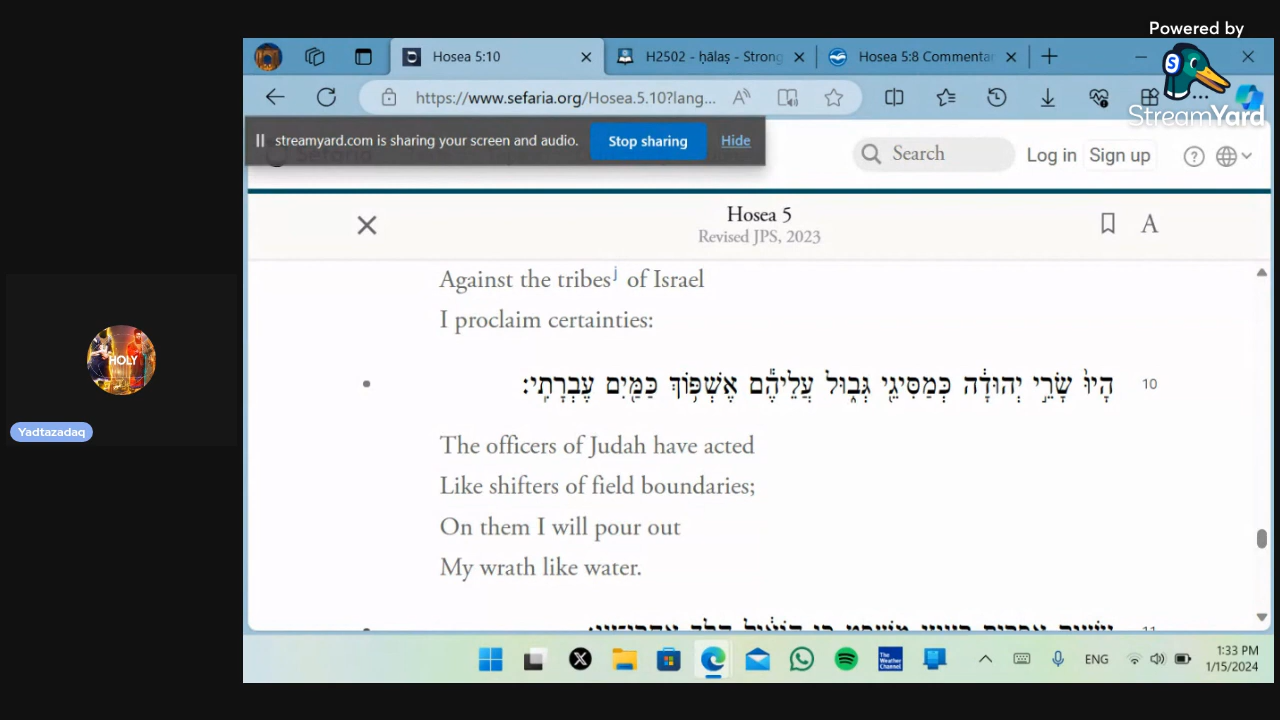 Powered by
StreamYard
Hosea 5:10
H2502 - ḥālaṣ - Strong
Hosea 5:8 Commentar
https://www.sefaria.org/Hosea.5.10?lang...
streamyard.com is sharing your screen and audio.
Stop sharing
Hide
Search
Log in
Sign up
Hosea 5
Revised JPS, 2023
A
Against the tribes j of Israel
I proclaim certainties:
10
הָיוּ֙ שָׂרֵ֣י יְהוּדָ֔ה כְּמַסִּיגֵ֖י גְּב֑וּל עֲלֵיהֶ֕ם אֶשְׁפּ֥וֹךְ כַּמַּ֖יִם עֶבְרָתִֽי׃
The officers of Judah have acted
Like shifters of field boundaries;
On them I will pour out
My wrath like water.
HOLY
Yadtazadaq
The Weather Channel
ENG
1:33 PM
1/15/2024